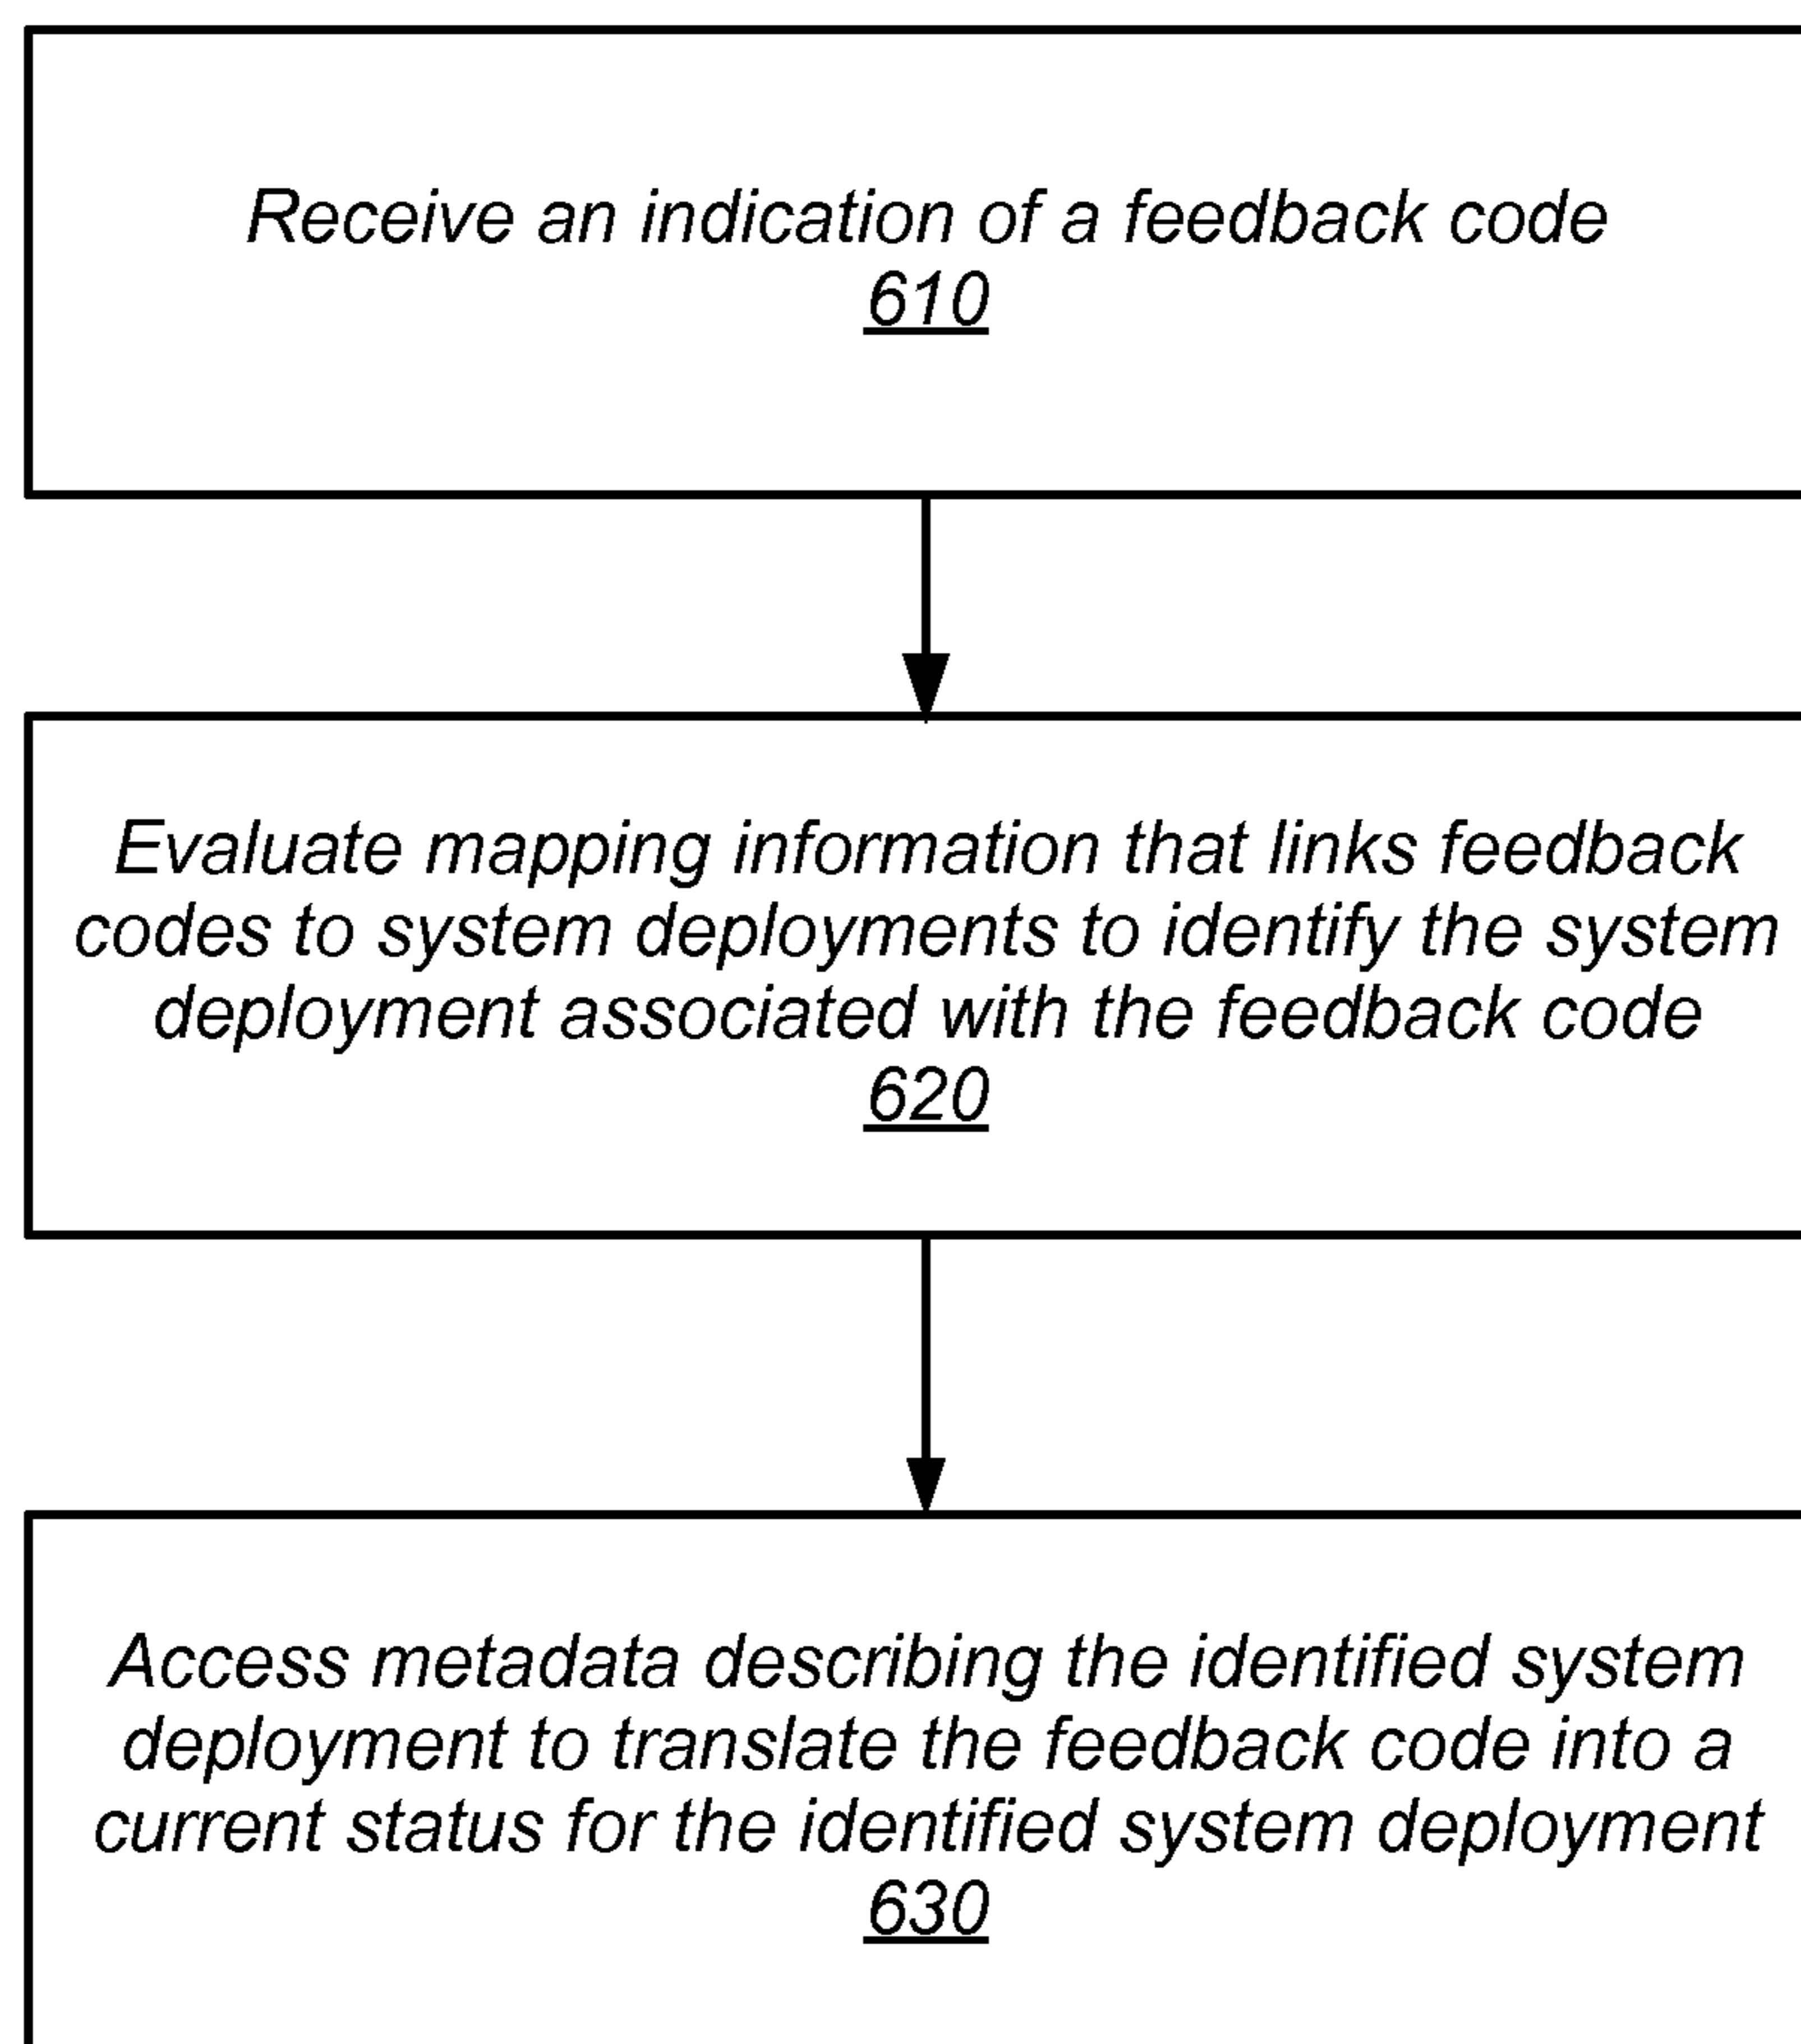 Receive an indication of a feedback code
610
Evaluate mapping information that links feedback
codes to system deployments to identify the system
deployment associated with the feedback code
620
Access metadata describing the identified system
deployment to translate the feedback code into a
current status for the identified system deployment
630